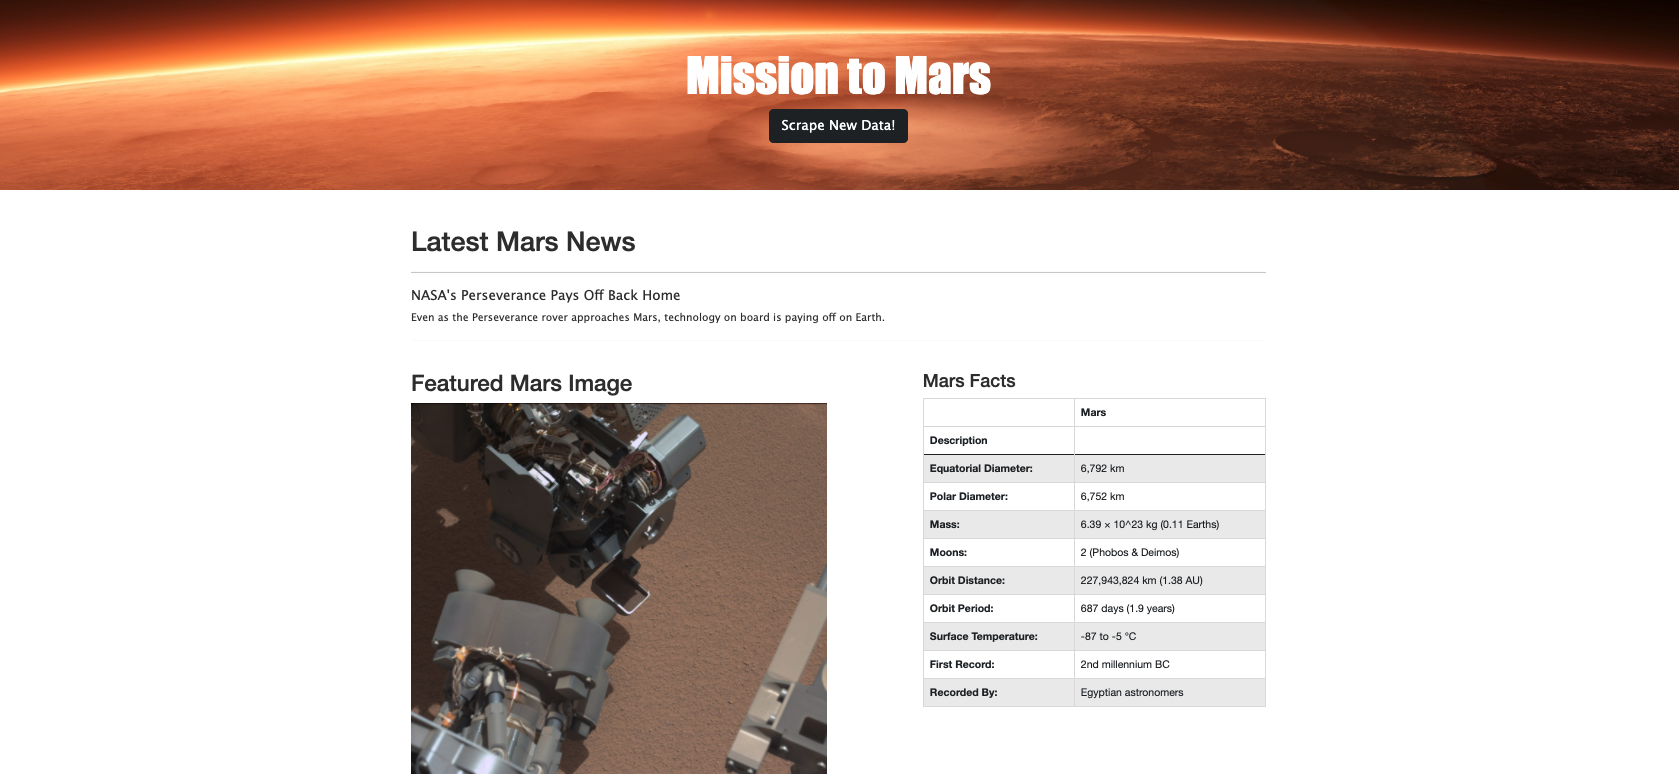 Mission to Mars
Scrape New Data!
Latest Mars News
NASA's Perseverance Pays Off Back Home
Even as the Perseverance rover approaches Mars, technology on board is paying off on Earth.
Featured Mars Image
Mars Facts
Mars
Description
Equatorial Diameter: 6,792 km
Polar Diameter: 6,752 km
Mass: 6.39 × 10^23 kg (0.11 Earths)
Moons: 2 (Phobos & Deimos)
Orbit Distance: 227,943,824 km (1.38 AU)
Orbit Period: 687 days (1.9 years)
Surface Temperature: -87 to -5 °C
First Record: 2nd millennium BC
Recorded By: Egyptian astronomers